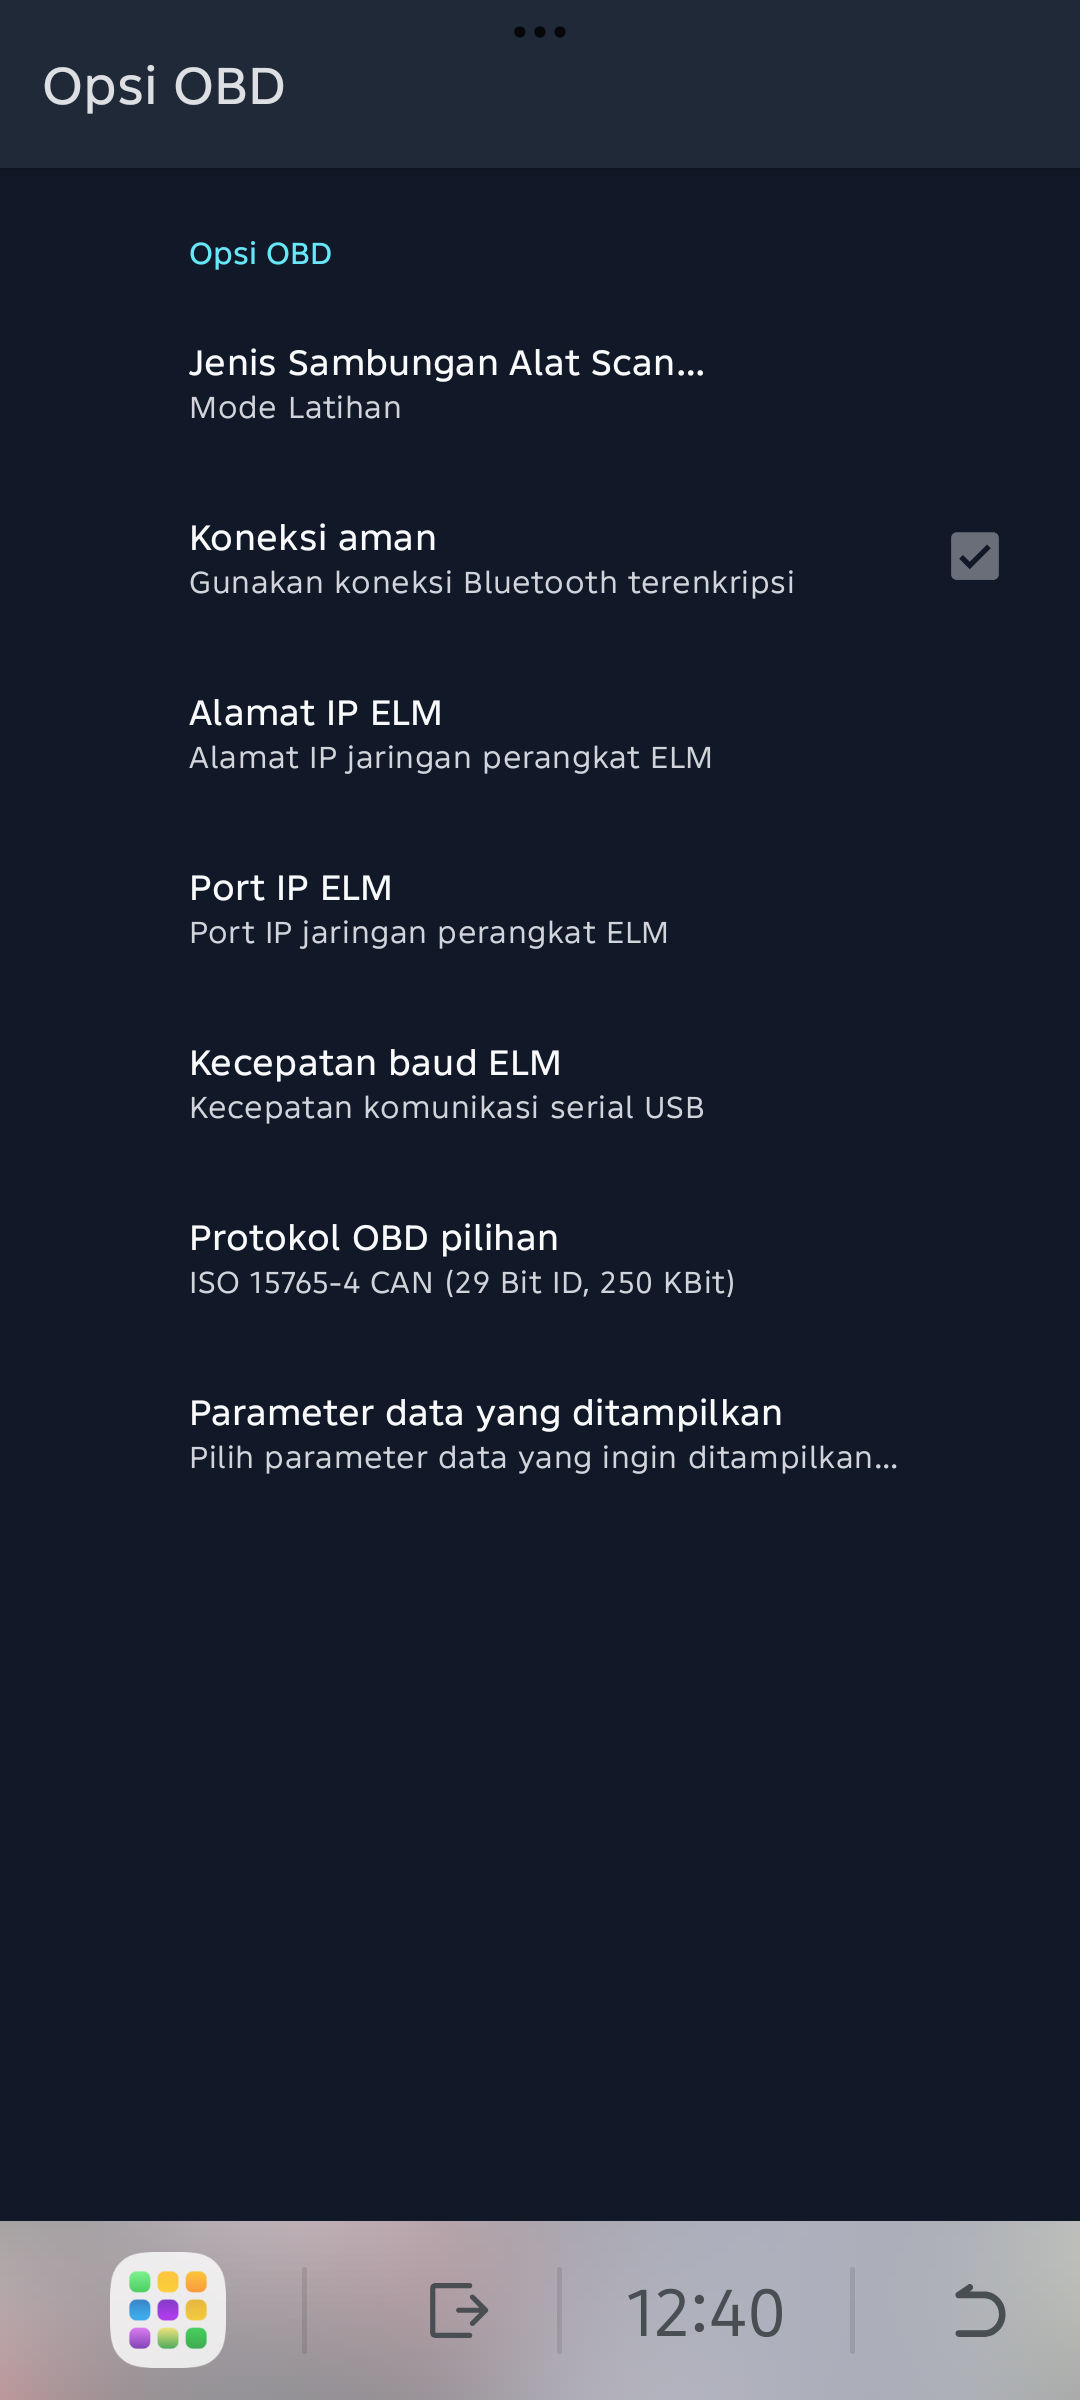 Opsi OBD
Opsi OBD
Jenis Sambungan Alat Scan...
Mode Latihan
Koneksi aman
Gunakan koneksi Bluetooth terenkripsi
Alamat IP ELM
Alamat IP jaringan perangkat ELM
Port IP ELM
Port IP jaringan perangkat ELM
Kecepatan baud ELM
Kecepatan komunikasi serial USB
Protokol OBD pilihan
ISO 15765-4 CAN (29 Bit ID, 250 KBit)
Parameter data yang ditampilkan
Pilih parameter data yang ingin ditampilkan...
12:40